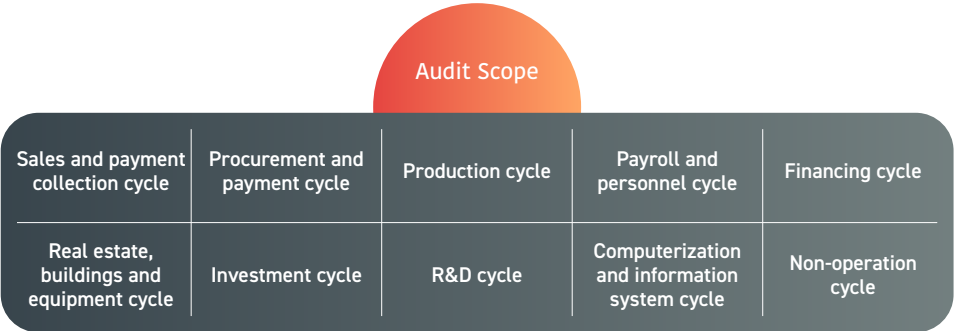 Audit Scope
Sales and payment
collection cycle
Procurement and
payment cycle
Production cycle
Payroll and
personnel cycle
Financing cycle
Real estate,
buildings and
equipment cycle
Investment cycle
R&D cycle
Computerization
and information
system cycle
Non-operation
cycle